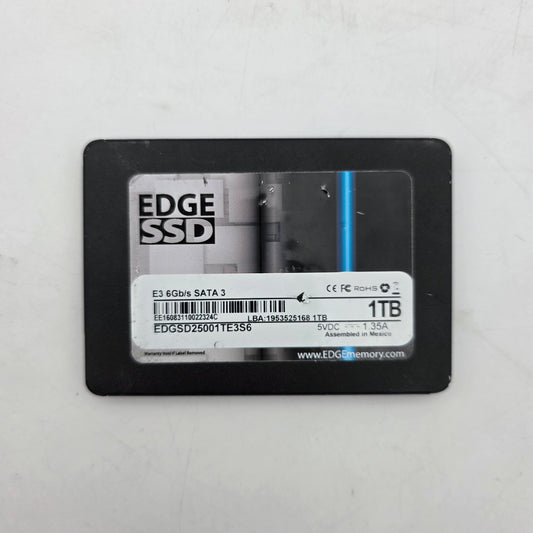 EDGE
SSD
E3 6Gb/s SATA 3
CE FC RoHS
EE16083110022324C
LBA:1953525168 1TB
1TB
EDGSD25001TE3S6
5VDC 1.35A
Assembled in Mexico
Warranty Void if Label Removed
www.EDGEmemory.com